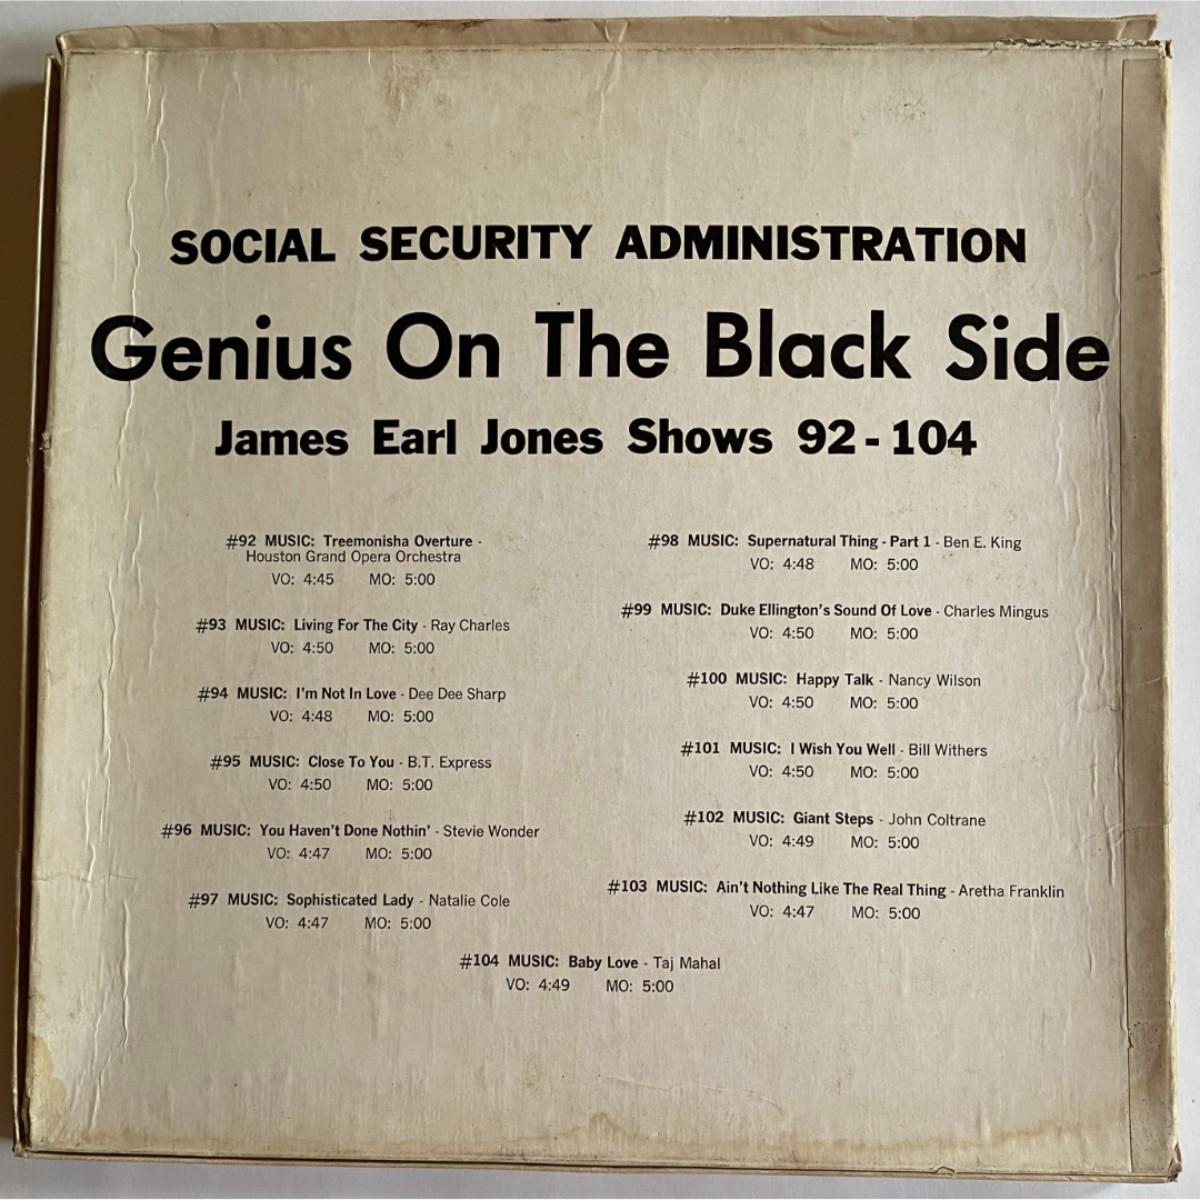 SOCIAL SECURITY ADMINISTRATION
Genius On The Black Side
James Earl Jones Shows 92 - 104
#92 MUSIC: Treemonisha Overture -
Houston Grand Opera Orchestra
VO: 4:45 MO: 5:00
#93 MUSIC: Living For The City - Ray Charles
VO: 4:50 MO: 5:00
#94 MUSIC: I'm Not In Love - Dee Dee Sharp
VO: 4:48 MO: 5:00
#95 MUSIC: Close To You - B.T. Express
VO: 4:50 MO: 5:00
#96 MUSIC: You Haven't Done Nothin' - Stevie Wonder
VO: 4:47 MO: 5:00
#97 MUSIC: Sophisticated Lady - Natalie Cole
VO: 4:47 MO: 5:00
#98 MUSIC: Supernatural Thing - Part 1 - Ben E. King
VO: 4:48 MO: 5:00
#99 MUSIC: Duke Ellington's Sound Of Love - Charles Mingus
VO: 4:50 MO: 5:00
#100 MUSIC: Happy Talk - Nancy Wilson
VO: 4:50 MO: 5:00
#101 MUSIC: I Wish You Well - Bill Withers
VO: 4:50 MO: 5:00
#102 MUSIC: Giant Steps - John Coltrane
VO: 4:49 MO: 5:00
#103 MUSIC: Ain't Nothing Like The Real Thing - Aretha Franklin
VO: 4:47 MO: 5:00
#104 MUSIC: Baby Love - Taj Mahal
VO: 4:49 MO: 5:00